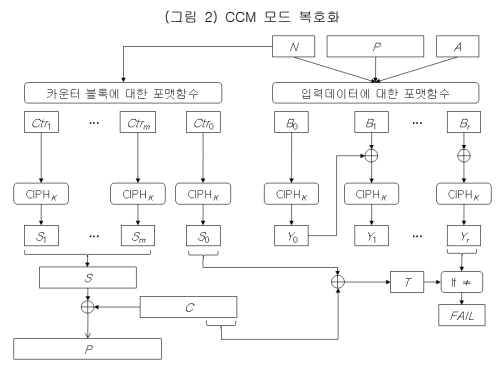 (그림 2) CCM 모드 복호화
N P A
카운터 블록에 대한 포맷함수 입력데이터에 대한 포맷함수
Ctr1 ... Ctrm Ctr0 B0 B1 ... Br
CIPHK CIPHK CIPHK CIPHK CIPHK CIPHK
S1 ... Sm S0 Y0 Y1 ... Yr
S T If ≠
C FAIL
P